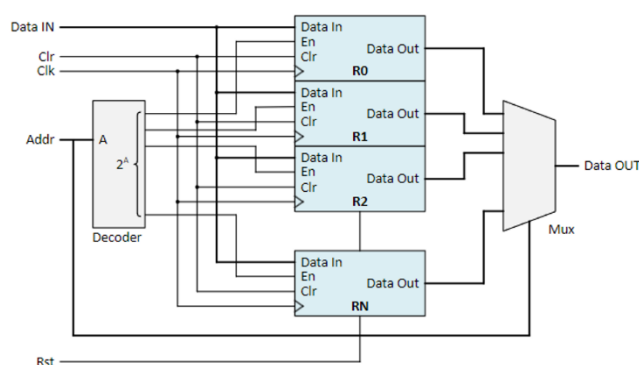 Data IN
Clr
Clk
Addr
A
2^A
Decoder
Data In
En
Clr
Data Out
R0
Data In
En
Clr
Data Out
R1
Data In
En
Clr
Data Out
R2
Data In
En
Clr
Data Out
RN
Mux
Data OUT
Rst